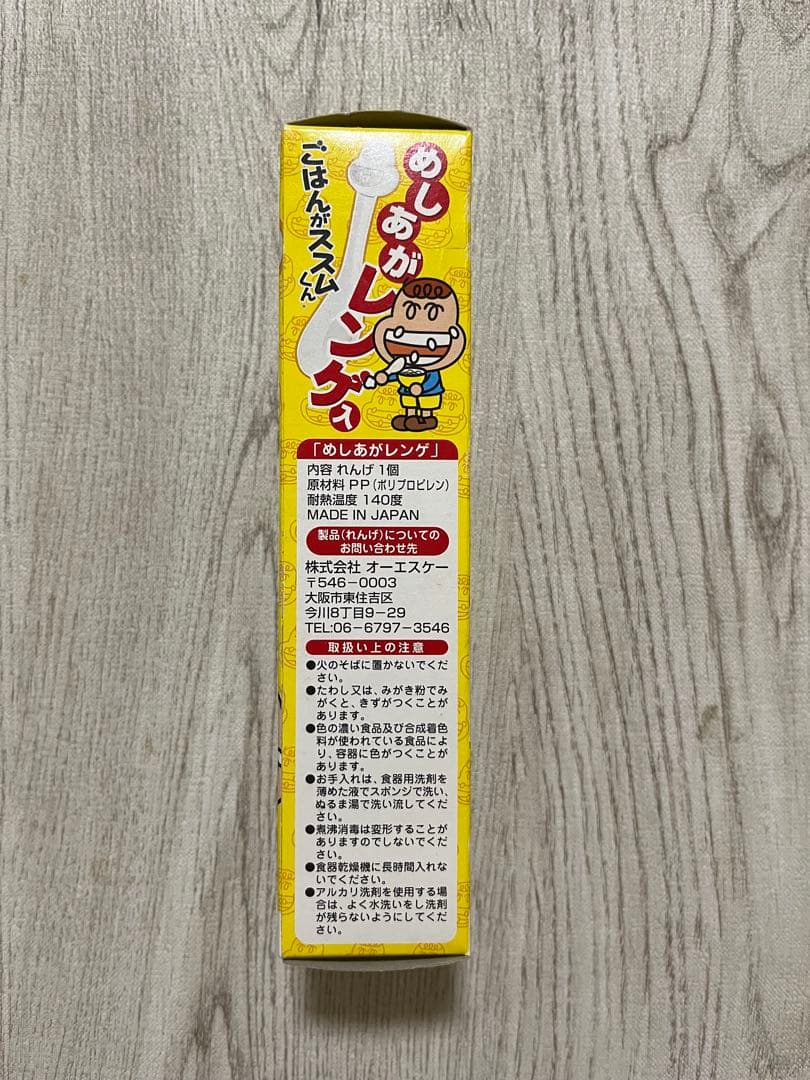 めしあがレンゲ入
ごはんがススムくん
「めしあがレンゲ」
内容 れんげ 1個
原材料 PP(ポリプロピレン)
耐熱温度 140度
MADE IN JAPAN
製品(れんげ)についての
お問い合わせ先
株式会社 オーエスケー
〒546-0003
大阪市東住吉区
今川8丁目9-29
TEL:06-6797-3546
取扱い上の注意
●火のそばに置かないでくだ
さい。
●たわし又は、みがき粉でみ
がくと、きずがつくことが
あります。
●色の濃い食品及び合成着色
料が使われている食品によ
り、容器に色がつくことが
あります。
●お手入れは、食器用洗剤を
薄めた液でスポンジで洗い、
ぬるま湯で洗い流してくだ
さい。
●煮沸消毒は変形することが
ありますのでしないでくだ
さい。
●食器乾燥機に長時間入れな
いでください。
●アルカリ洗剤を使用する場
合は、よく水洗いをし洗剤
が残らないようにしてくだ
さい。